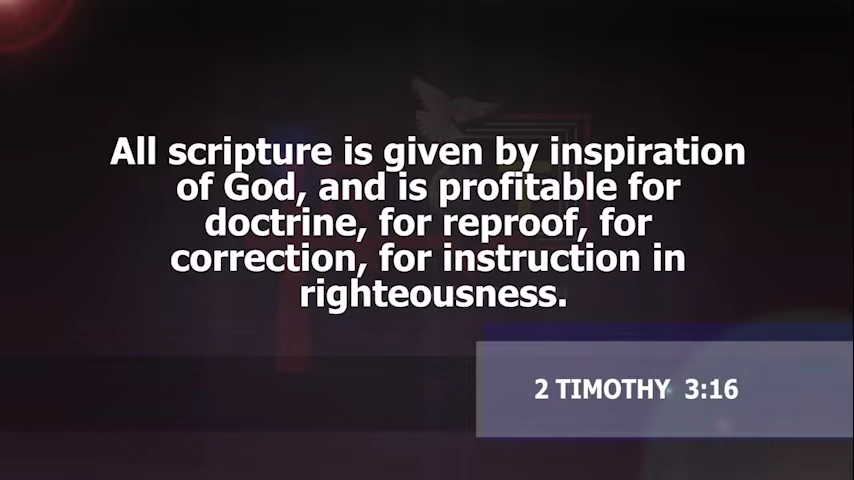 All scripture is given by inspiration
of God, and is profitable for
doctrine, for reproof, for
correction, for instruction in
righteousness.
2 TIMOTHY 3:16